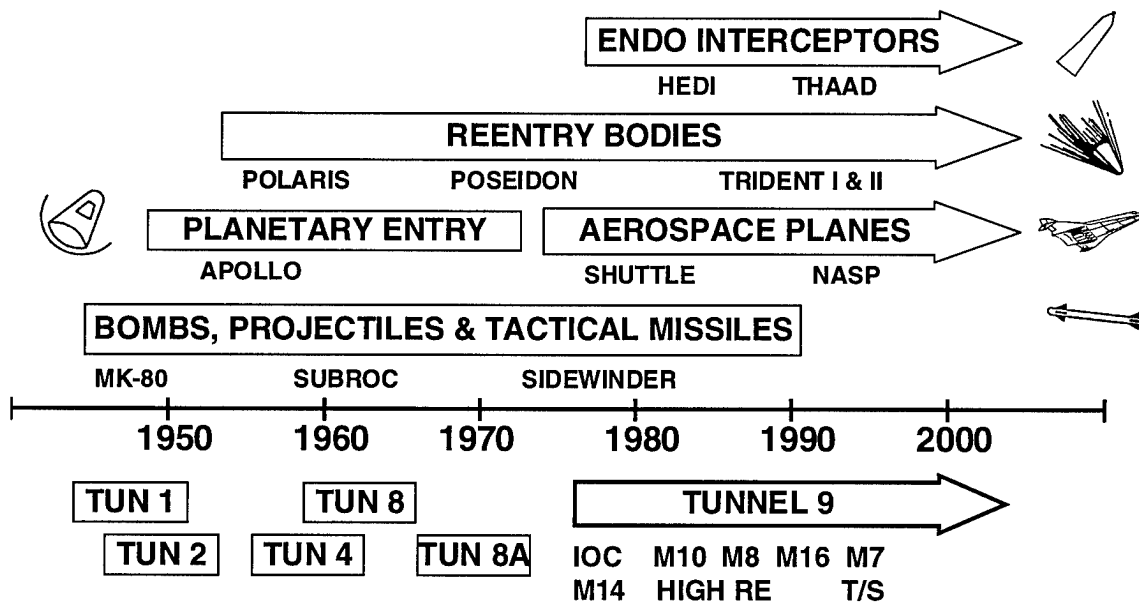 ENDO INTERCEPTORS
HEDI THAAD
REENTRY BODIES
POLARIS POSEIDON TRIDENT I & II
PLANETARY ENTRY AEROSPACE PLANES
APOLLO SHUTTLE NASP
BOMBS, PROJECTILES & TACTICAL MISSILES
MK-80 SUBROC SIDEWINDER
1950 1960 1970 1980 1990 2000
TUN 1 TUN 8 TUNNEL 9
TUN 2 TUN 4 TUN 8A
IOC M10 M8 M16 M7
M14 HIGH RE T/S